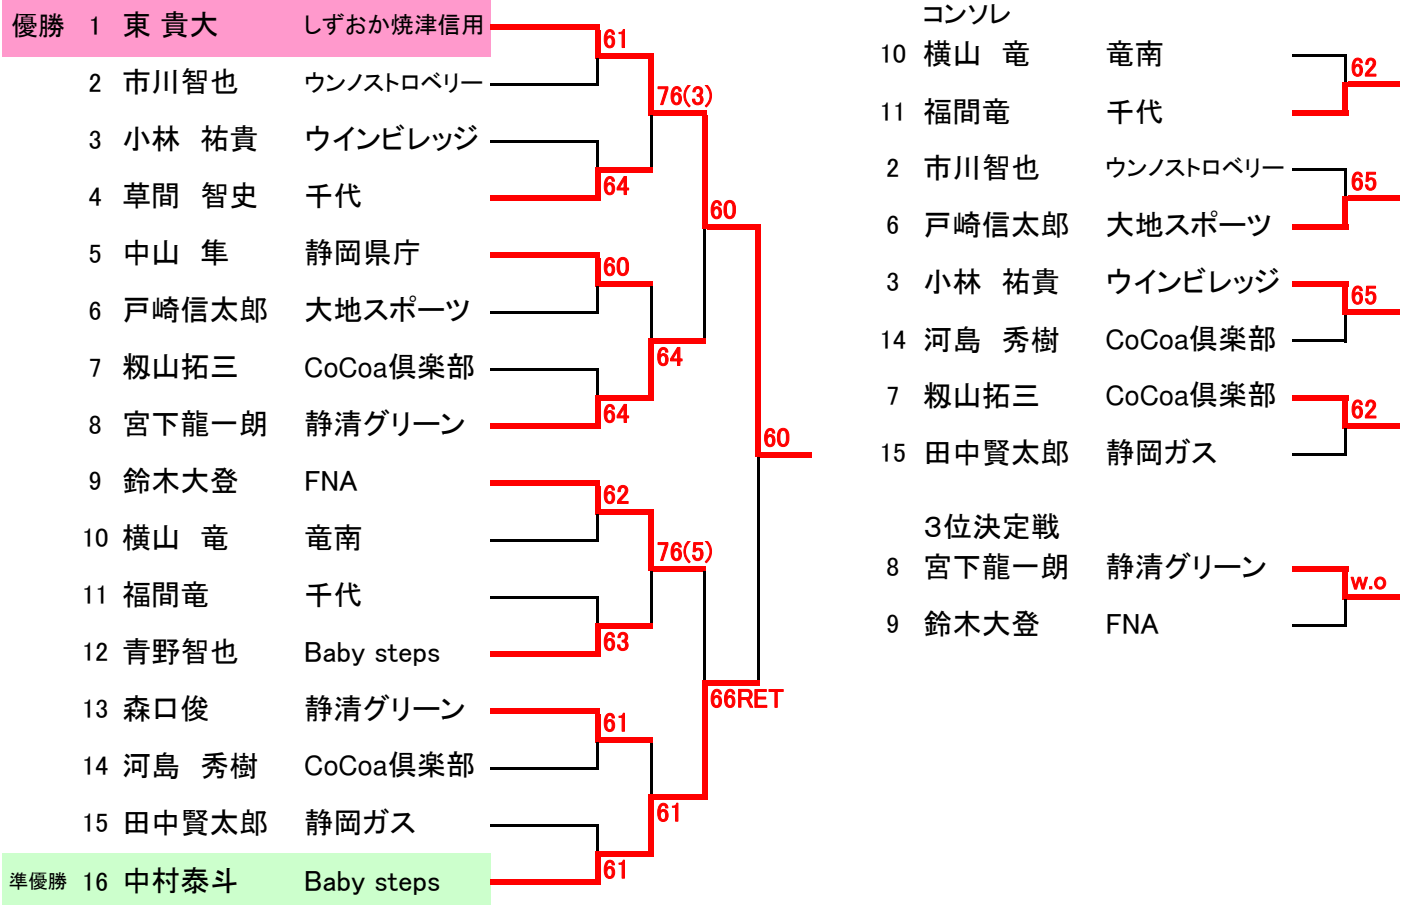 優勝 1 東 貴大 しずおか焼津信用
61
2 市川智也 ウンノストロベリー
76(3)
3 小林 祐貴 ウインビレッジ
64
4 草間 智史 千代
60
5 中山 隼 静岡県庁
60
6 戸崎信太郎 大地スポーツ
64
7 籾山拓三 CoCoa倶楽部
64
8 宮下龍一朗 静清グリーン
60
9 鈴木大登 FNA
62
10 横山 竜 竜南
76(5)
11 福間竜 千代
63
12 青野智也 Baby steps
66RET
13 森口俊 静清グリーン
61
14 河島 秀樹 CoCoa倶楽部
61
15 田中賢太郎 静岡ガス
61
準優勝 16 中村泰斗 Baby steps
コンソレ
10 横山 竜 竜南
62
11 福間竜 千代
2 市川智也 ウンノストロベリー
65
6 戸崎信太郎 大地スポーツ
3 小林 祐貴 ウインビレッジ
65
14 河島 秀樹 CoCoa倶楽部
7 籾山拓三 CoCoa倶楽部
62
15 田中賢太郎 静岡ガス
3位決定戦
8 宮下龍一朗 静清グリーン
w.o
9 鈴木大登 FNA